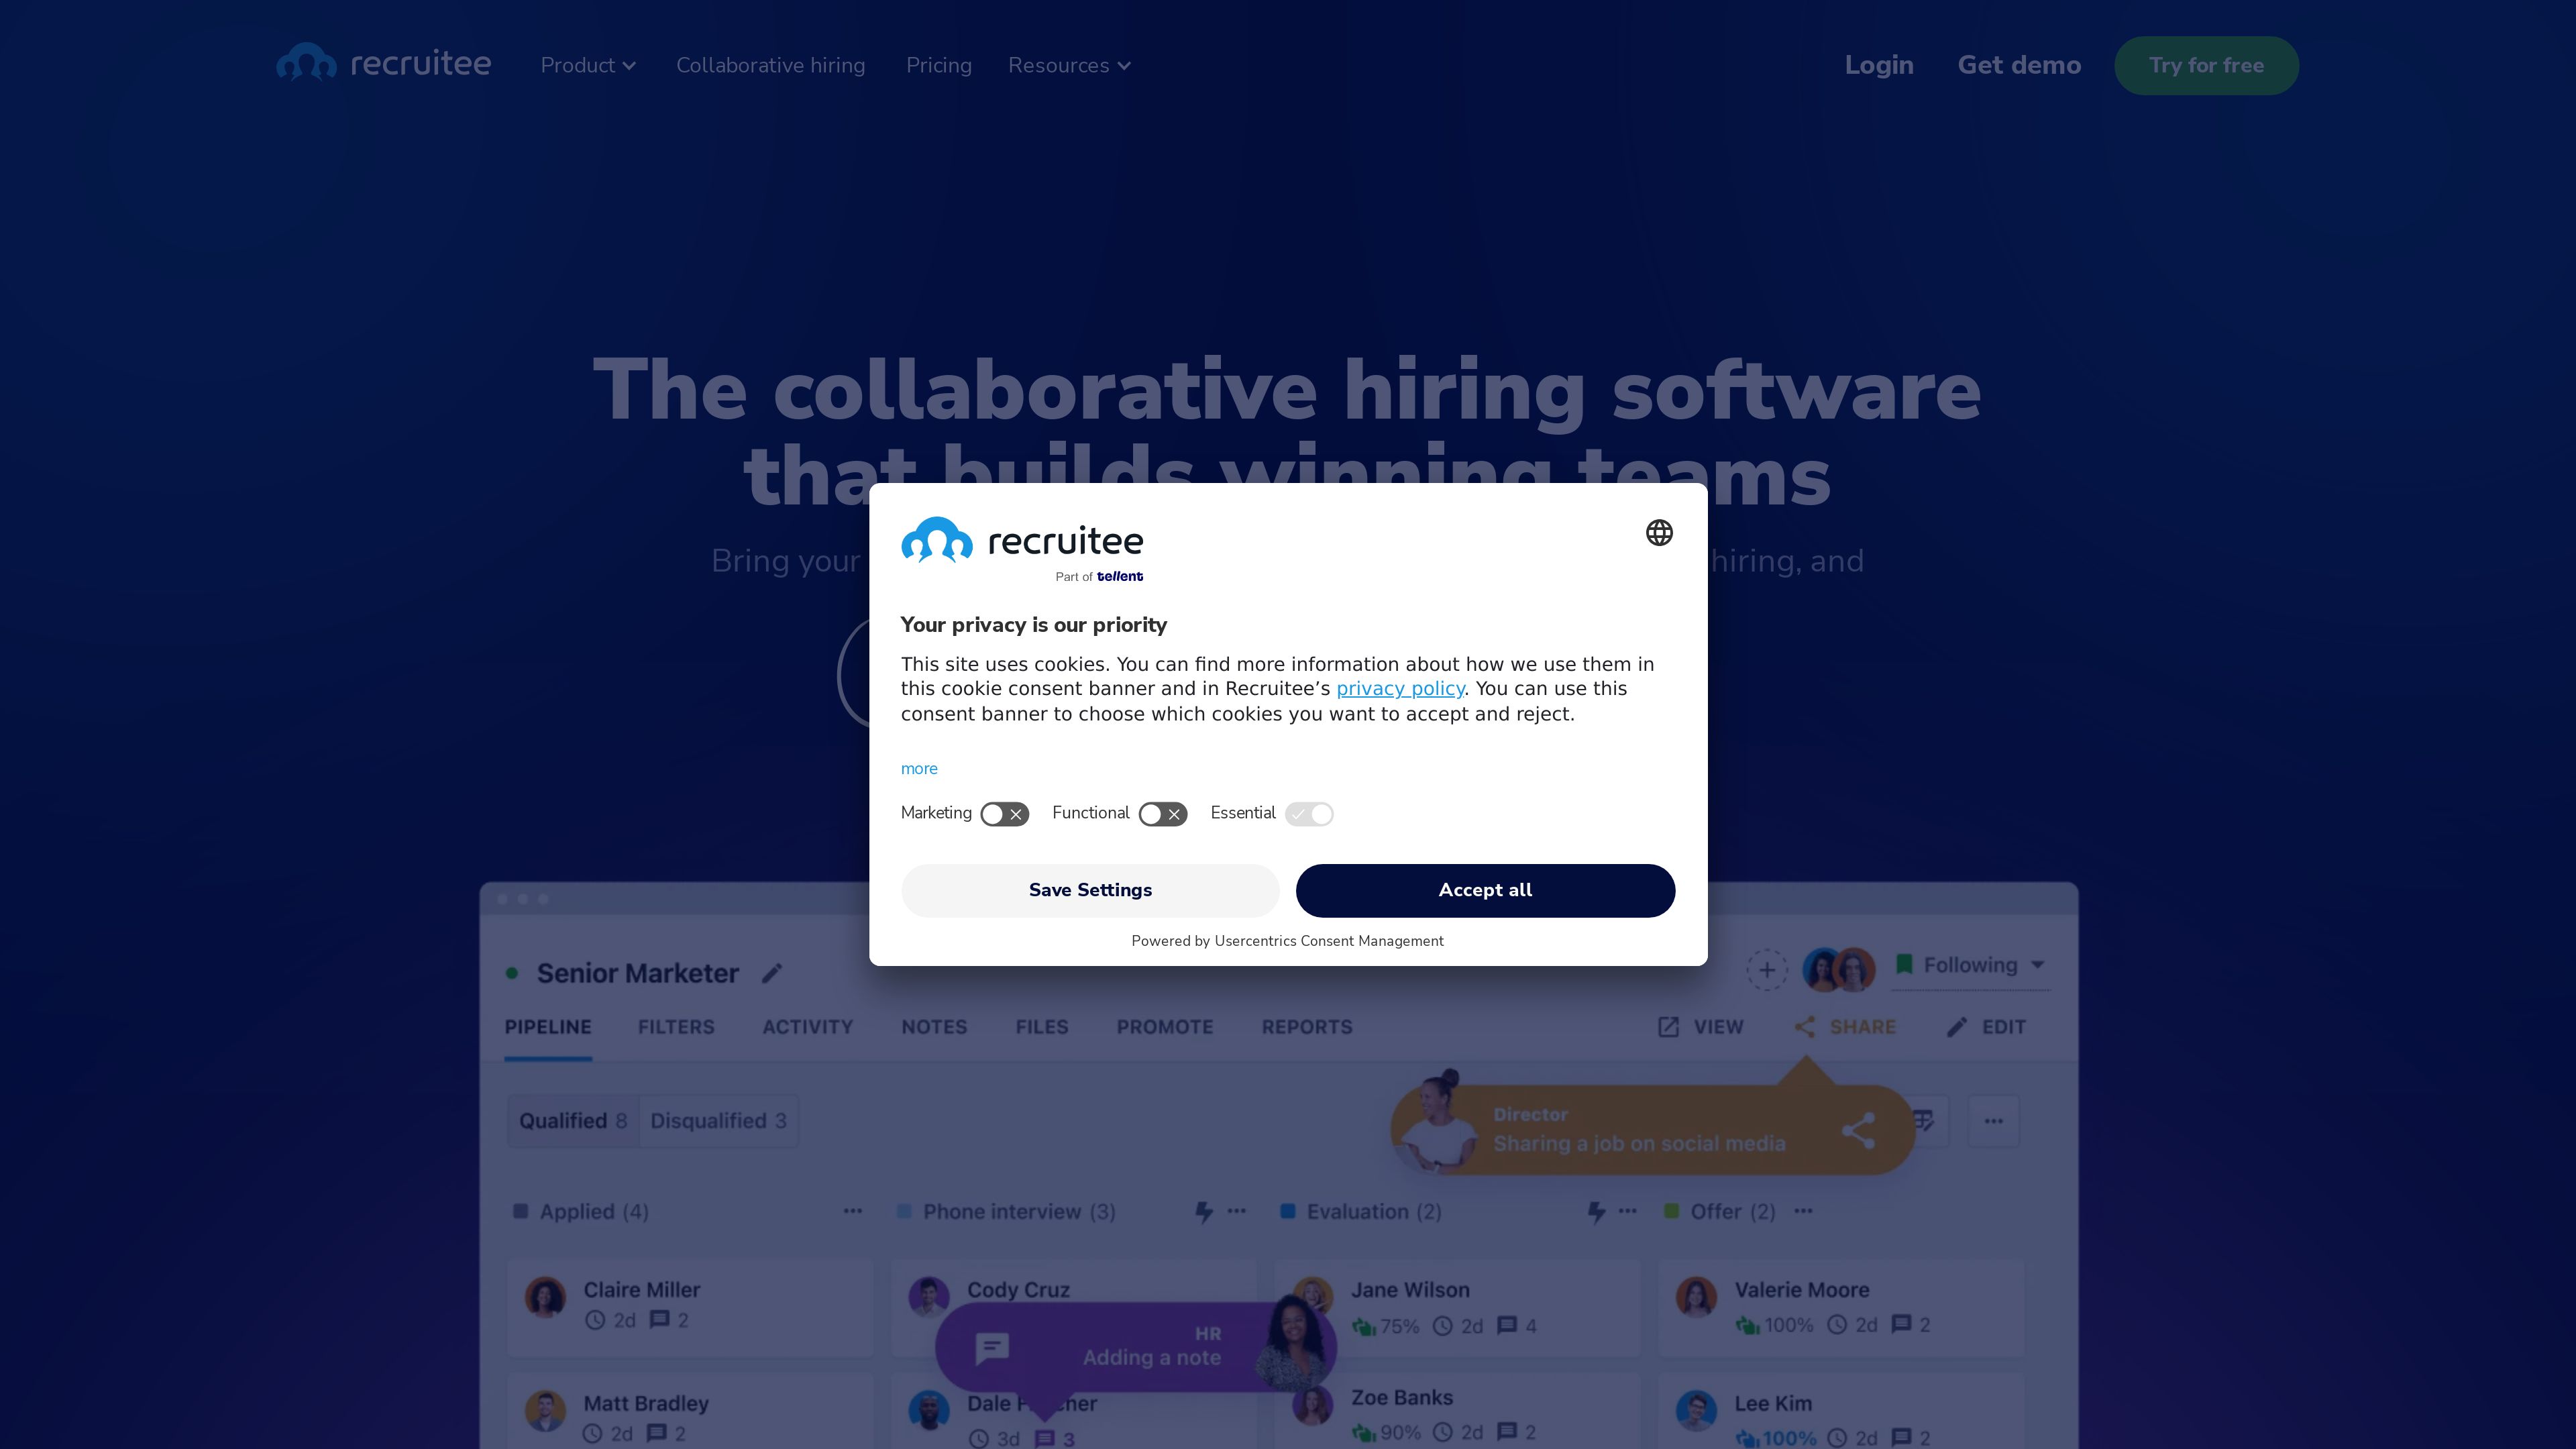 recruitee
Product
Collaborative hiring
Pricing
Resources
Login
Get demo
Try for free
The collaborative hiring software
that builds winning teams
Bring your
hiring, and
recruitee
Part of tellent
Your privacy is our priority
This site uses cookies. You can find more information about how we use them in
this cookie consent banner and in Recruitee’s privacy policy. You can use this
consent banner to choose which cookies you want to accept and reject.
more
Marketing
Functional
Essential
Save Settings
Accept all
Powered by Usercentrics Consent Management
Senior Marketer
Following
PIPELINE
FILTERS
ACTIVITY
NOTES
FILES
PROMOTE
REPORTS
VIEW
SHARE
EDIT
Qualified 8
Disqualified 3
Director
Sharing a job on social media
Applied (4)
Phone interview (3)
Evaluation (2)
Offer (2)
Claire Miller
2d 2
Cody Cruz
HR
Adding a note
Jane Wilson
75% 2d 4
Valerie Moore
100% 2d 2
Matt Bradley
2d 2
Dale
3d 3
Zoe Banks
90% 2d 2
Lee Kim
100% 2d 2